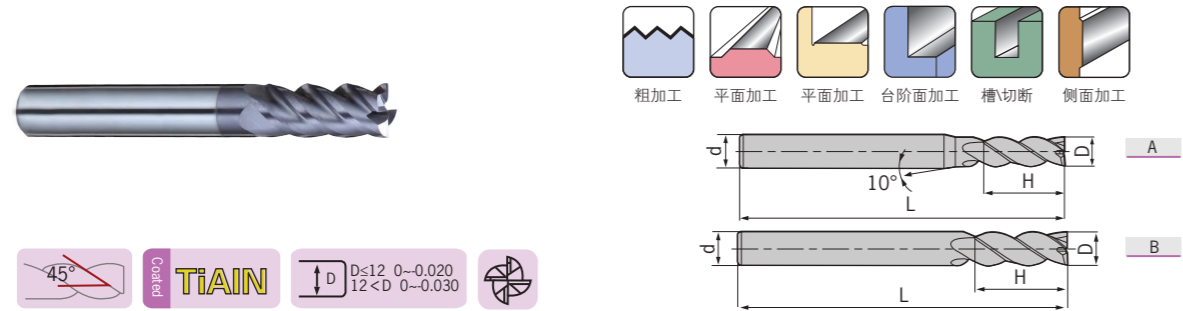 粗加工
平面加工
平面加工
台阶面加工
槽\切断
侧面加工
d
10°
H
D
L
A
d
H
D
L
B
45°
Coated
TiAlN
D
D≤12 0~-0.020
12<D 0~-0.030